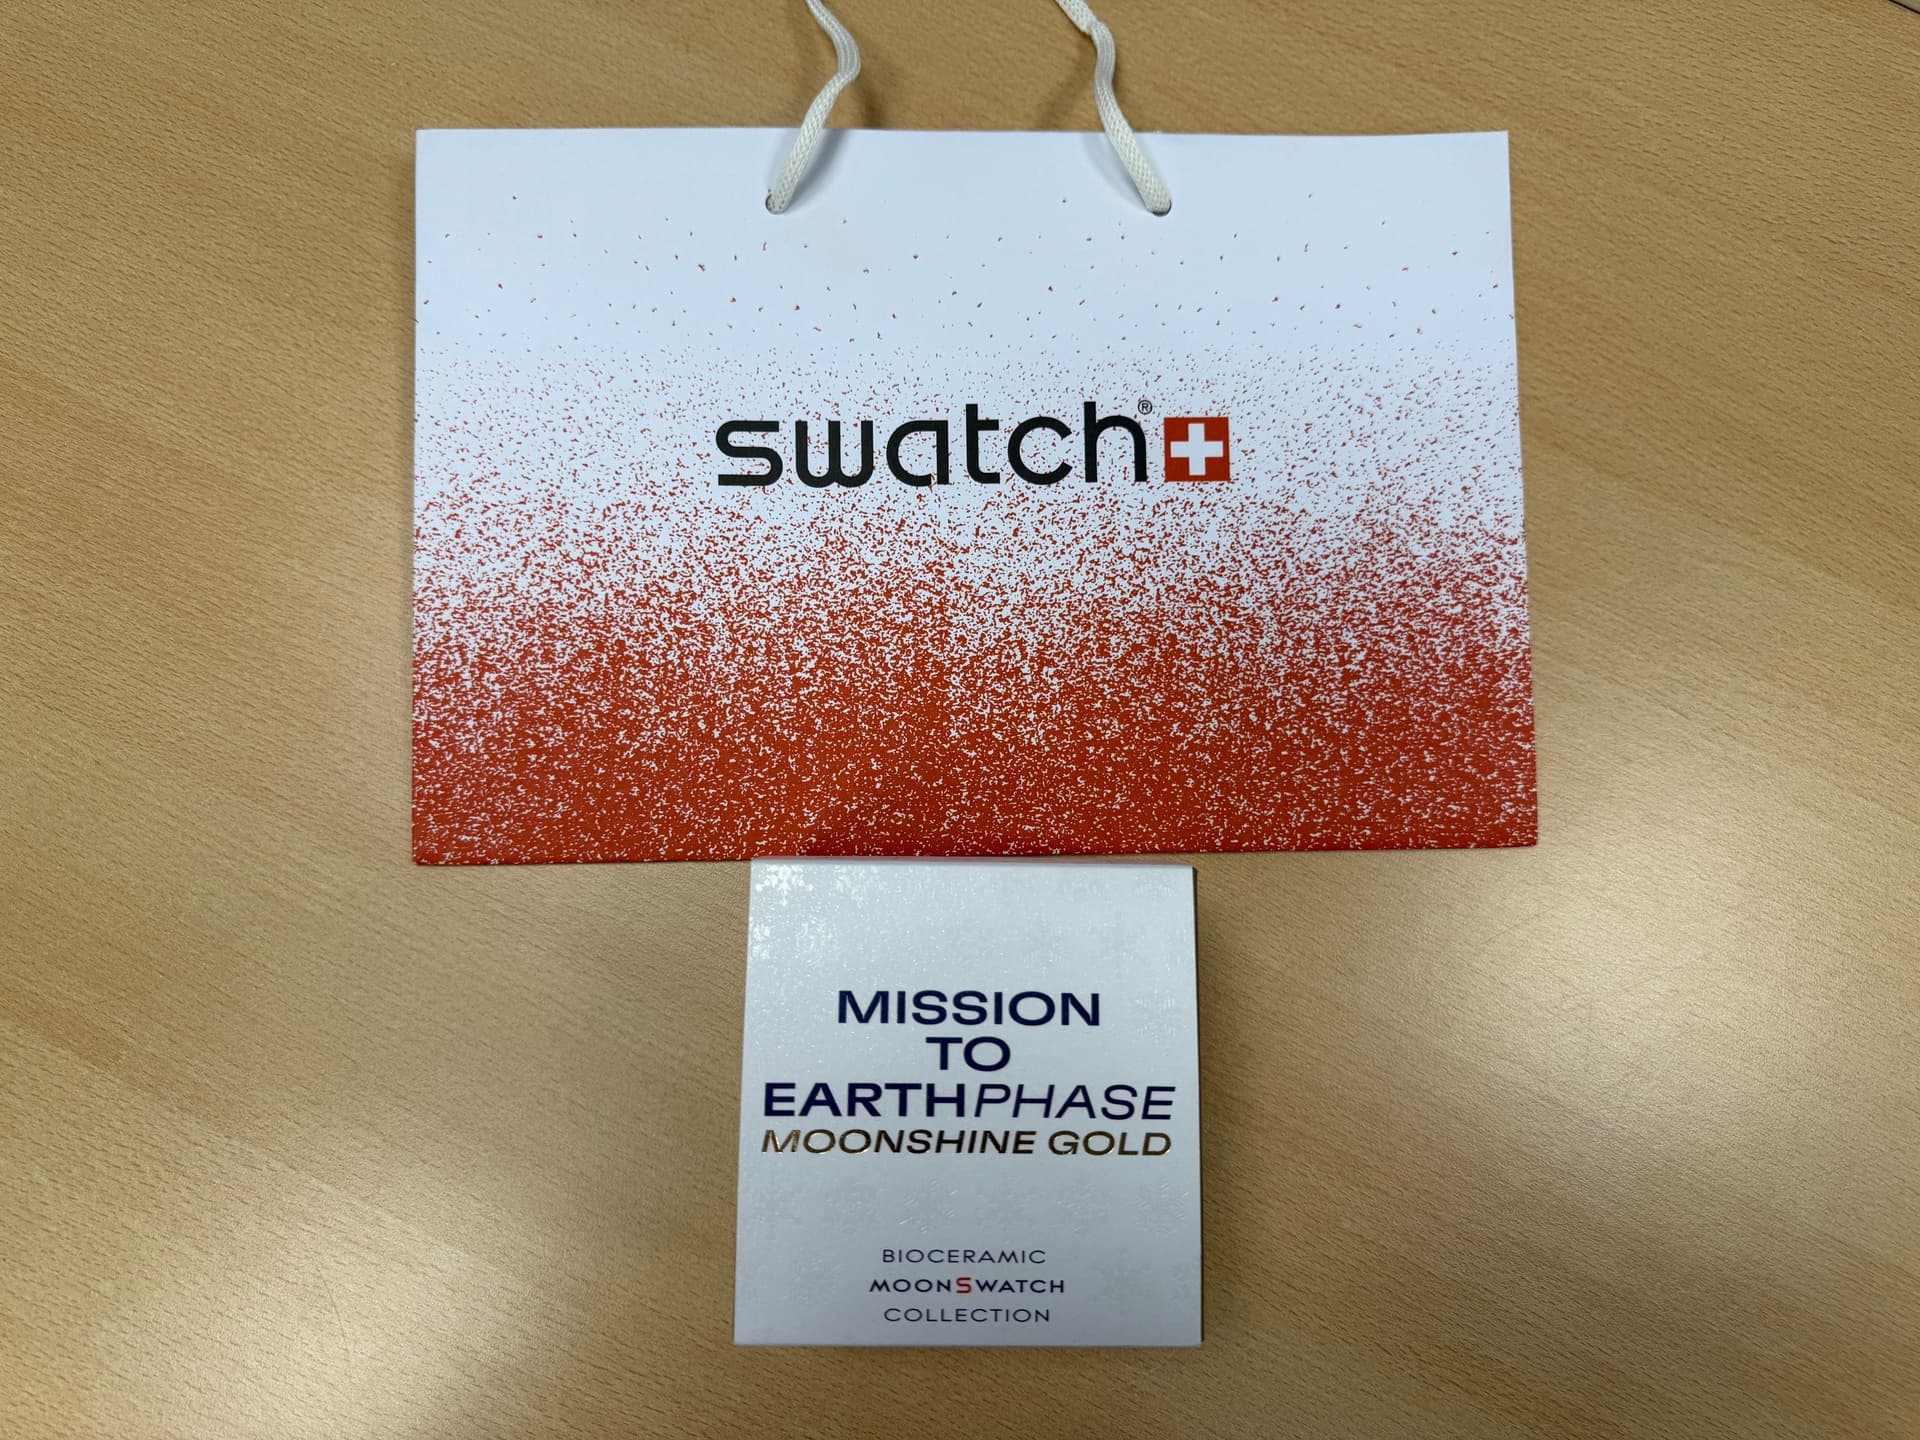 swatch®
MISSION
TO
EARTHPHASE
MOONSHINE GOLD
BIOCERAMIC
MOONSWATCH
COLLECTION